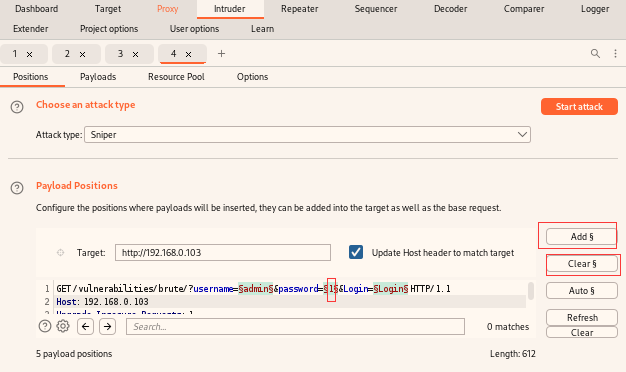 Dashboard Target Proxy Intruder Repeater Sequencer Decoder Comparer Logger
Extender Project options User options Learn
1 × 2 × 3 × 4 × +
Positions Payloads Resource Pool Options
? Choose an attack type Start attack
Attack type: Sniper
? Payload Positions
Configure the positions where payloads will be inserted, they can be added into the target as well as the base request.
Add §
Target: http://192.168.0.103 Update Host header to match target
Clear §
1 GET /vulnerabilities/brute/?username=§admin§&password=§1§&Login=§Login§ HTTP/1.1
Auto §
2 Host: 192.168.0.103
3 Upgrade-Insecure-Requests: 1
Refresh
? Search... 0 matches
Clear
5 payload positions Length: 612